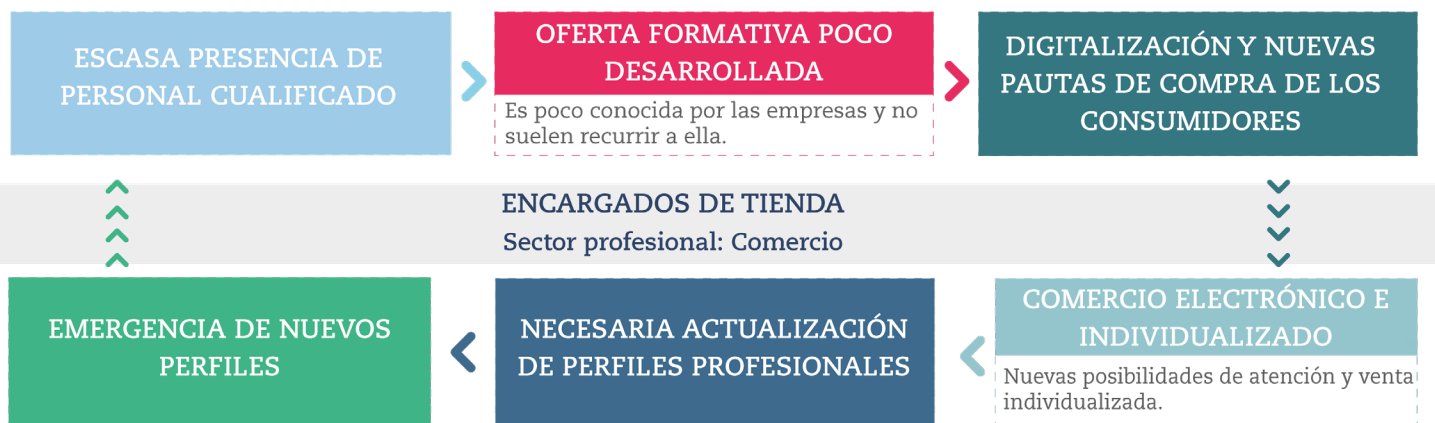 ESCASA PRESENCIA DE
PERSONAL CUALIFICADO
OFERTA FORMATIVA POCO
DESARROLLADA
Es poco conocida por las empresas y no
suelen recurrir a ella.
DIGITALIZACIÓN Y NUEVAS
PAUTAS DE COMPRA DE LOS
CONSUMIDORES
ENCARGADOS DE TIENDA
Sector profesional: Comercio
EMERGENCIA DE NUEVOS
PERFILES
NECESARIA ACTUALIZACIÓN
DE PERFILES PROFESIONALES
COMERCIO ELECTRÓNICO E
INDIVIDUALIZADO
Nuevas posibilidades de atención y venta
individualizada.